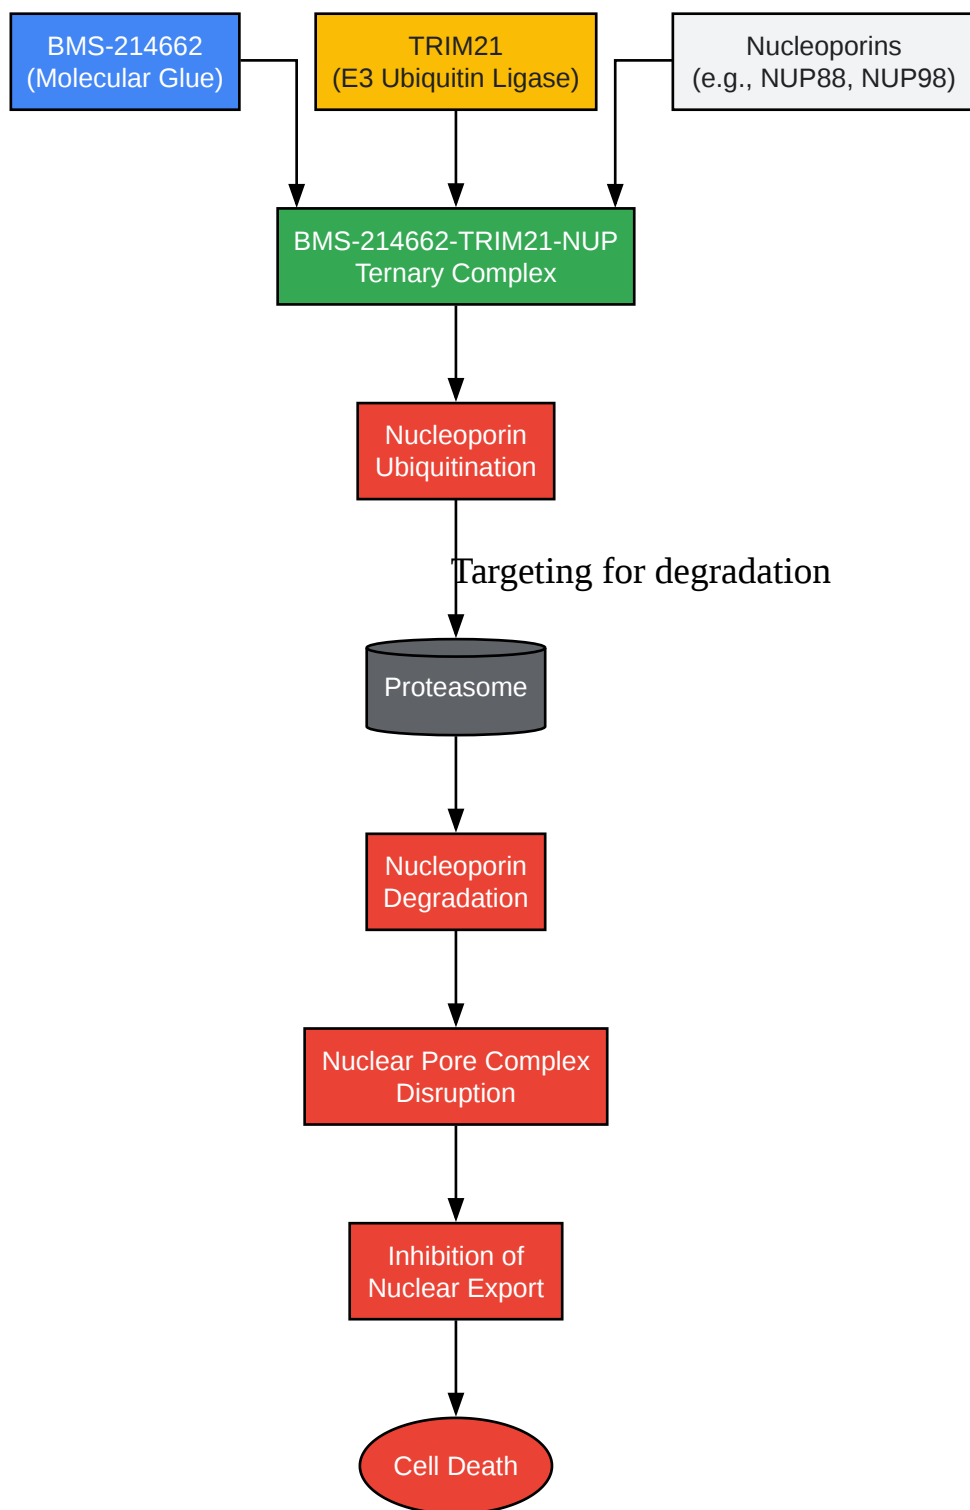 BMS-214662
(Molecular Glue)
TRIM21
(E3 Ubiquitin Ligase)
Nucleoporins
(e.g., NUP88, NUP98)
BMS-214662-TRIM21-NUP
Ternary Complex
Nucleoporin
Ubiquitination
Targeting for degradation
Proteasome
Nucleoporin
Degradation
Nuclear Pore Complex
Disruption
Inhibition of
Nuclear Export
Cell Death